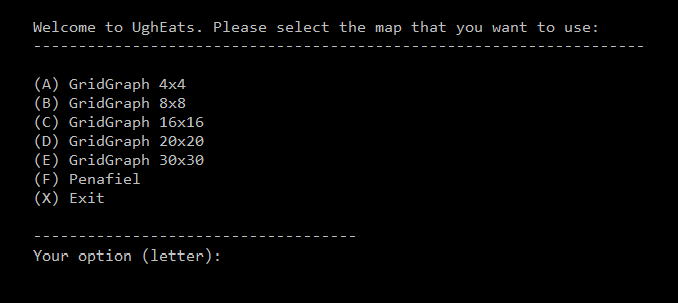 Welcome to UghEats. Please select the map that you want to use:
--------------------------------------------------------------------
(A) GridGraph 4x4
(B) GridGraph 8x8
(C) GridGraph 16x16
(D) GridGraph 20x20
(E) GridGraph 30x30
(F) Penafiel
(X) Exit
------------------------------------
Your option (letter):